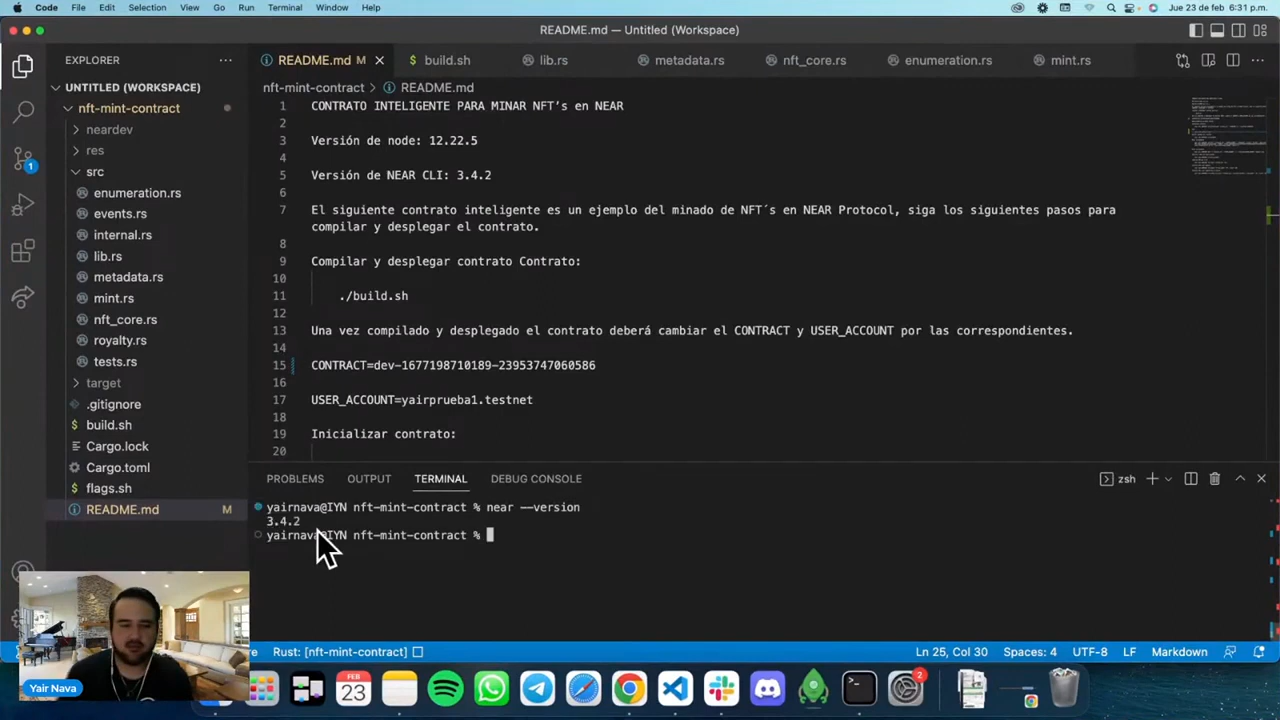 Code File Edit Selection View Go Run Terminal Window Help Jue 23 de feb 6:31 p.m.
README.md — Untitled (Workspace)
EXPLORER
UNTITLED (WORKSPACE)
nft-mint-contract
neardev
res
src
enumeration.rs
events.rs
internal.rs
lib.rs
metadata.rs
mint.rs
nft_core.rs
royalty.rs
tests.rs
target
.gitignore
build.sh
Cargo.lock
Cargo.toml
flags.sh
README.md M
1
README.md M build.sh lib.rs metadata.rs nft_core.rs enumeration.rs mint.rs
nft-mint-contract > README.md
1 CONTRATO INTELIGENTE PARA MINAR NFT’s en NEAR
2
3 Versión de node: 12.22.5
4
5 Versión de NEAR CLI: 3.4.2
6
7 El siguiente contrato inteligente es un ejemplo del minado de NFT´s en NEAR Protocol, siga los siguientes pasos para
compilar y desplegar el contrato.
8
9 Compilar y desplegar contrato Contrato:
10
11 ./build.sh
12
13 Una vez compilado y desplegado el contrato deberá cambiar el CONTRACT y USER_ACCOUNT por las correspondientes.
14
15 CONTRACT=dev-1677198710189-23953747060586
16
17 USER_ACCOUNT=yairprueba1.testnet
18
19 Inicializar contrato:
20
PROBLEMS OUTPUT TERMINAL DEBUG CONSOLE zsh
yairnava@IYN nft-mint-contract % near --version
3.4.2
yairnava@IYN nft-mint-contract %
Rust: [nft-mint-contract] Ln 25, Col 30 Spaces: 4 UTF-8 LF Markdown
Yair Nava
FEB
23
2